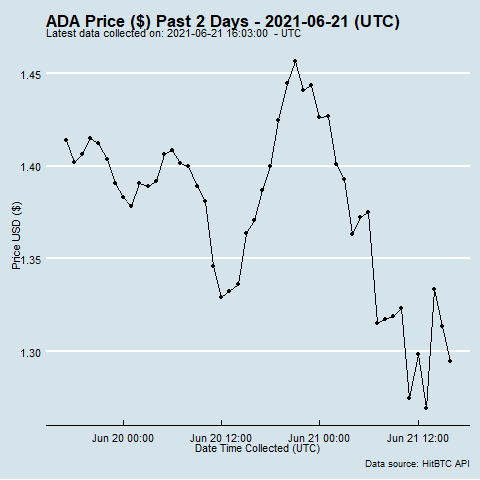 ADA Price ($) Past 2 Days - 2021-06-21 (UTC)
Latest data collected on: 2021-06-21 16:03:00 - UTC
1.45
1.40
1.35
1.30
Price USD ($)
Jun 20 00:00 Jun 20 12:00 Jun 21 00:00 Jun 21 12:00
Date Time Collected (UTC)
Data source: HitBTC API